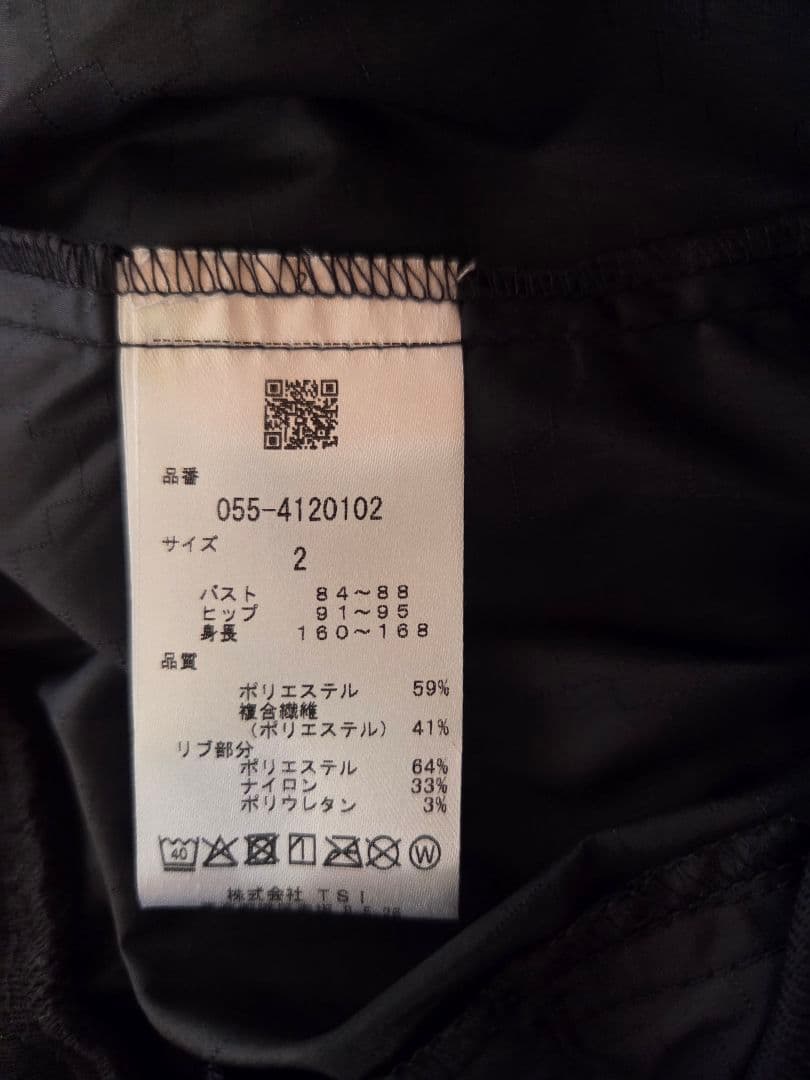 品番
055-4120102
サイズ
2
バスト 84～88
ヒップ 91～95
身長 160～168
品質
ポリエステル 59%
複合繊維
(ポリエステル) 41%
リブ部分
ポリエステル 64%
ナイロン 33%
ポリウレタン 3%
40 W
株式会社 TSI